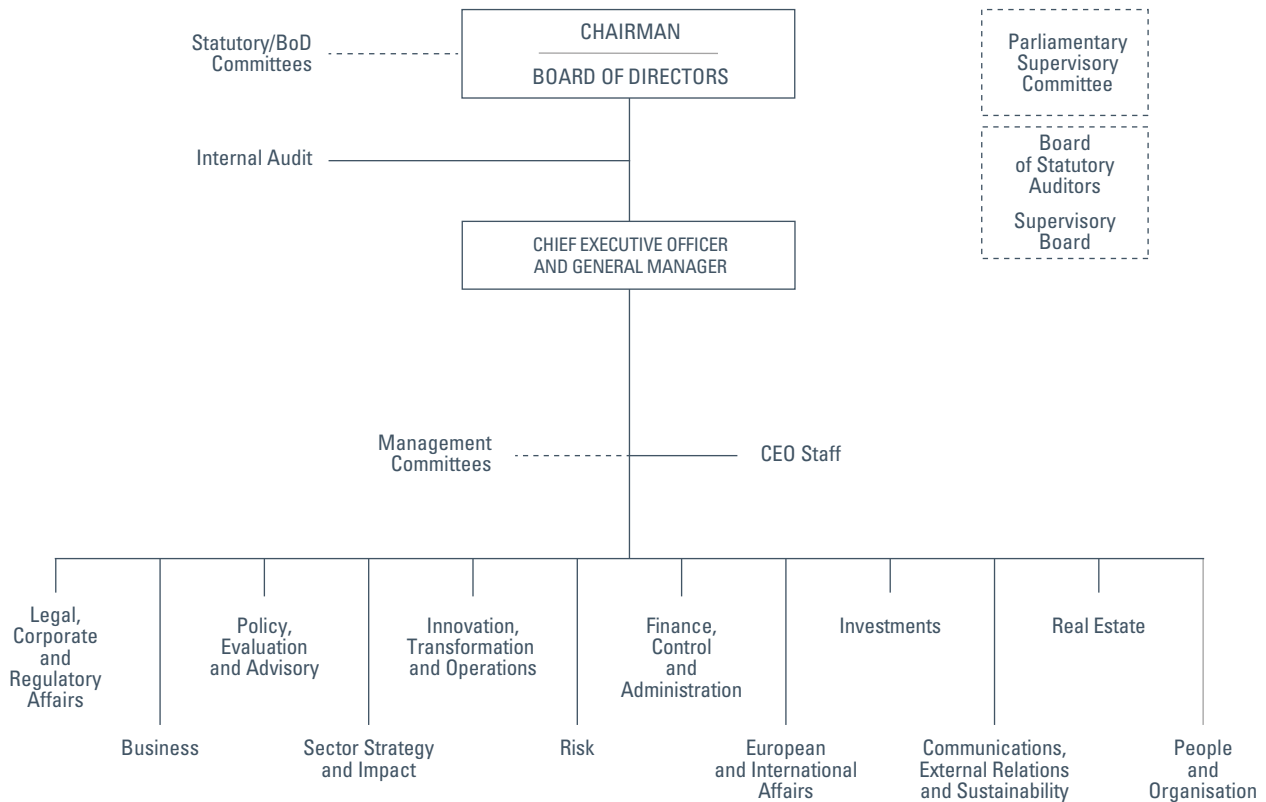 CHAIRMAN
BOARD OF DIRECTORS
Statutory/BoD
Committees
Parliamentary
Supervisory
Committee
Internal Audit
Board
of Statutory
Auditors
Supervisory
Board
CHIEF EXECUTIVE OFFICER
AND GENERAL MANAGER
Management
Committees
CEO Staff
Legal,
Corporate
and
Regulatory
Affairs
Policy,
Evaluation
and Advisory
Innovation,
Transformation
and Operations
Finance,
Control
and
Administration
Investments
Real Estate
Business
Sector Strategy
and Impact
Risk
European
and International
Affairs
Communications,
External Relations
and Sustainability
People
and
Organisation